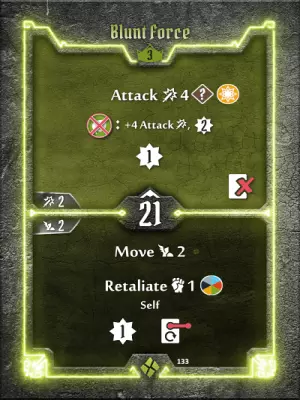 Blunt Force
3
Attack 4 ?
: +4 Attack , 2
1
2
21
2
Move 2
Retaliate 1
Self
1
133